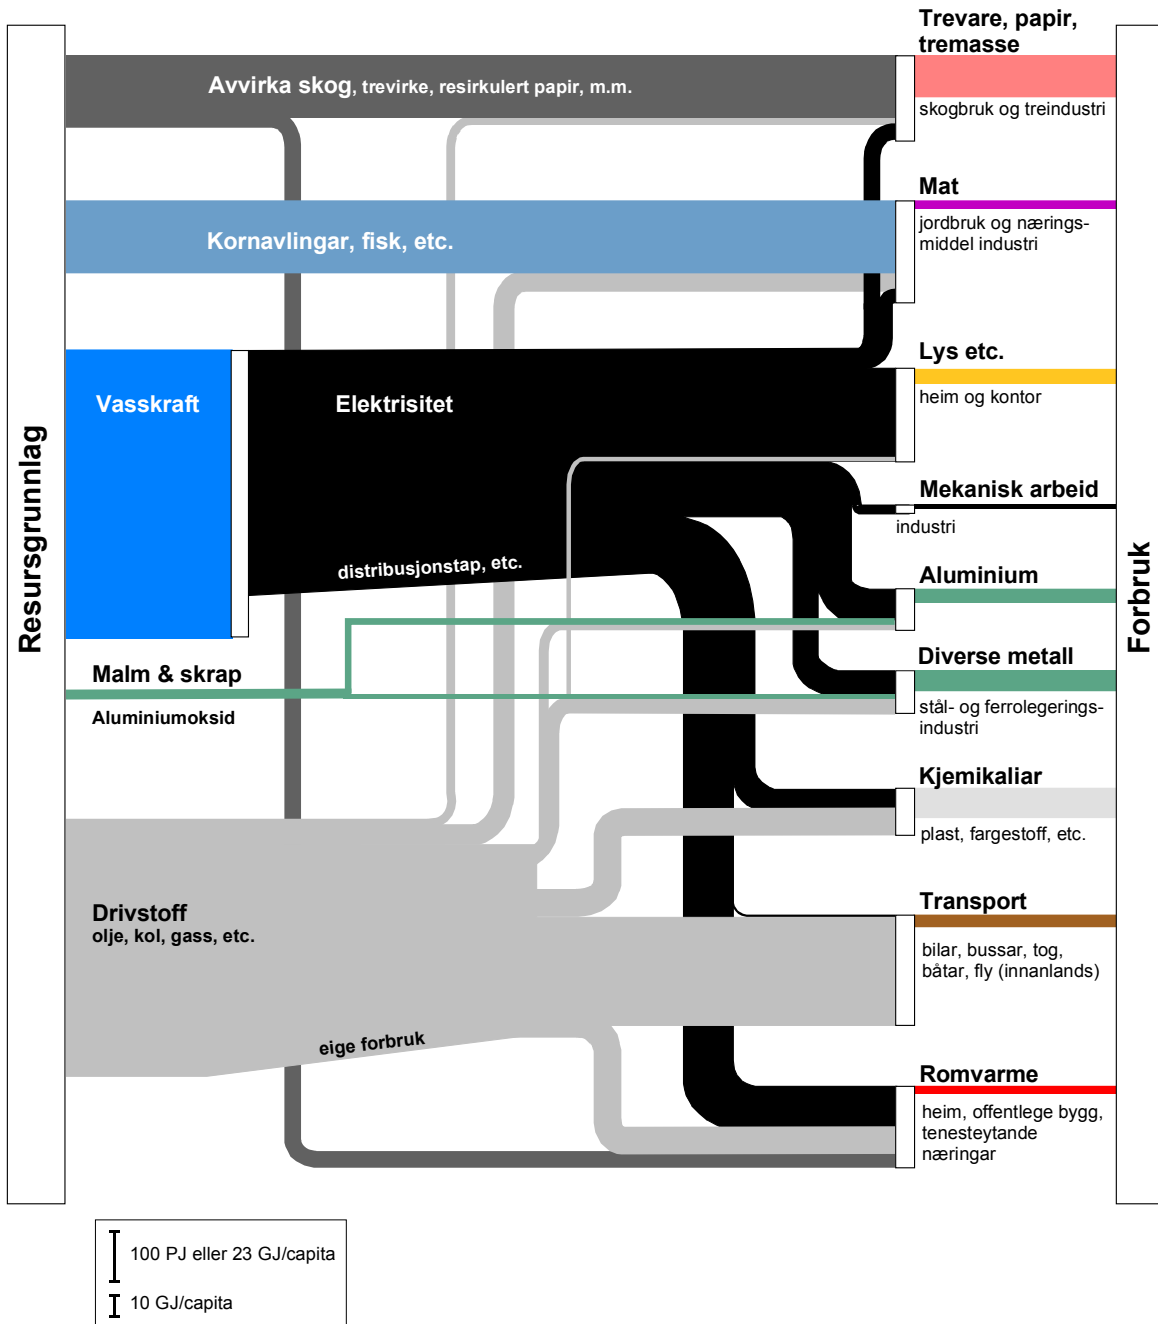 Resursgrunnlag
Trevare, papir,
tremasse
Avvirka skog, trevirke, resirkulert papir, m.m.
skogbruk og treindustri
Mat
Kornavlingar, fisk, etc.
jordbruk og nærings-
middel industri
Lys etc.
Vasskraft
Elektrisitet
heim og kontor
Mekanisk arbeid
industri
distribusjonstap, etc.
Aluminium
Malm & skrap
Aluminiumoksid
Diverse metall
stål- og ferrolegerings-
industri
Kjemikaliar
plast, fargestoff, etc.
Drivstoff
olje, kol, gass, etc.
Transport
bilar, bussar, tog,
båtar, fly (innanlands)
eige forbruk
Romvarme
heim, offentlege bygg,
tenesteytande
næringar
Forbruk
100 PJ eller 23 GJ/capita
10 GJ/capita